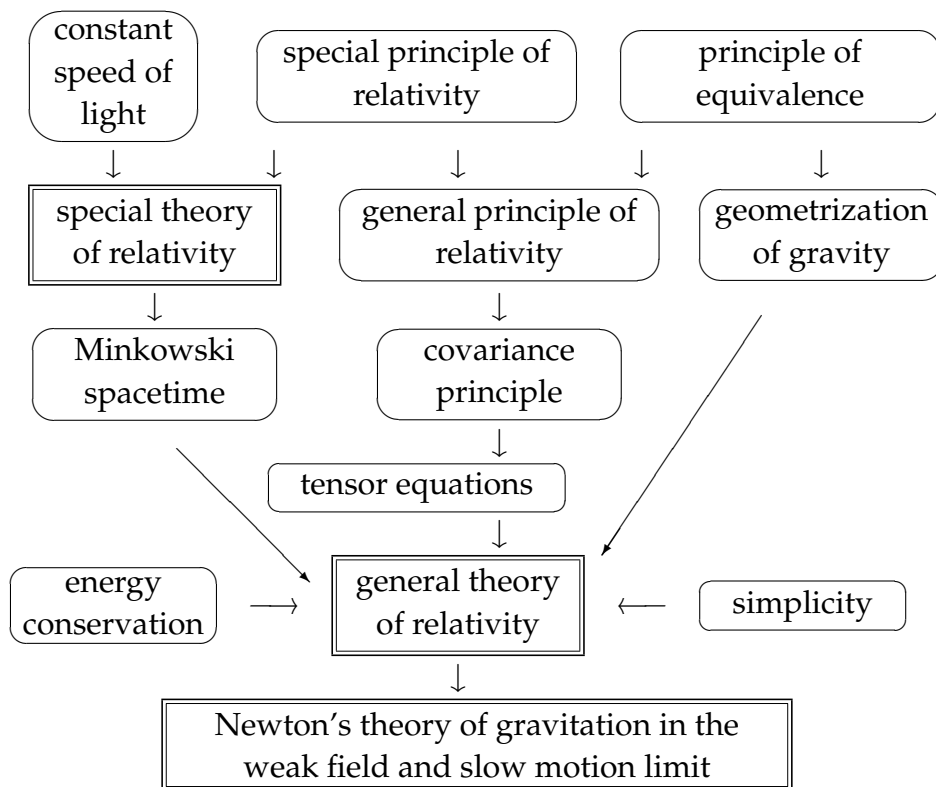 constant
speed of
light
special principle of
relativity
principle of
equivalence
special theory
of relativity
general principle of
relativity
geometrization
of gravity
Minkowski
spacetime
covariance
principle
tensor equations
energy
conservation
general theory
of relativity
simplicity
Newton's theory of gravitation in the
weak field and slow motion limit